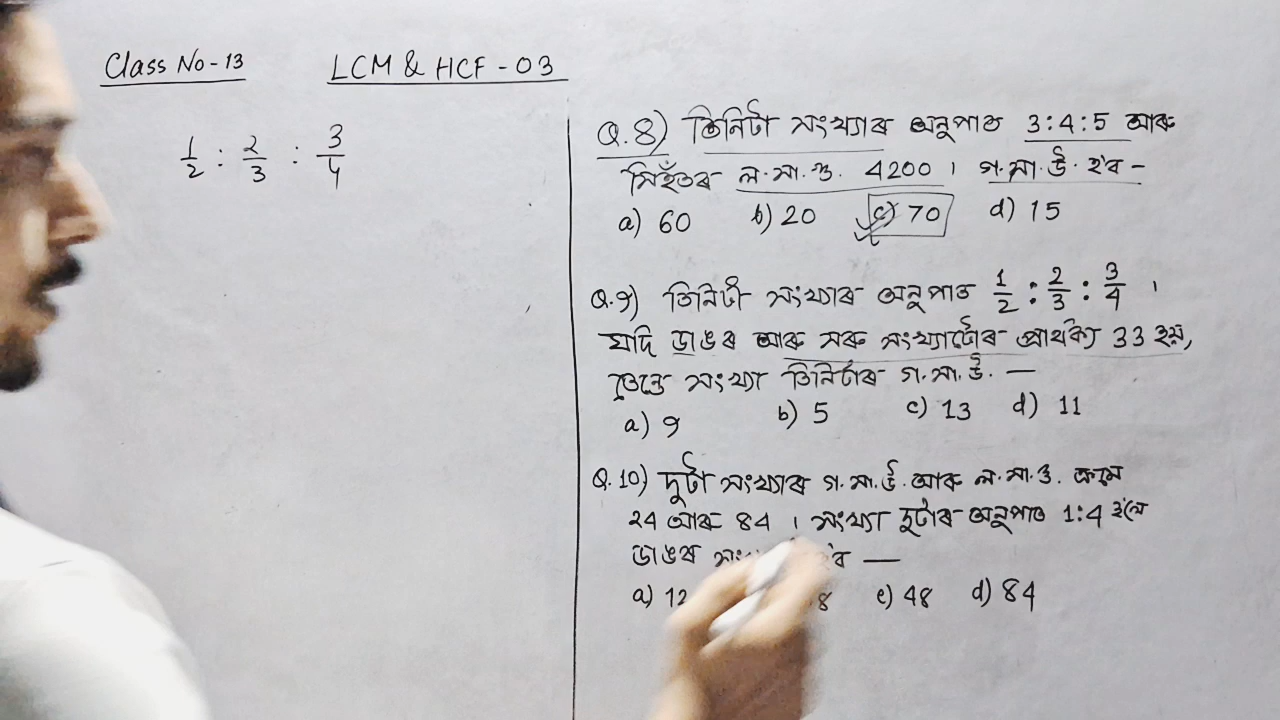 Class No - 13
LCM & HCF - 03
1/2 : 2/3 : 3/4
Q.8) তিনিটা সংখ্যাৰ অনুপাত 3:4:5 আৰু
সিহঁতৰ ল.সা.গু. 4200 । গ.সা.উ. হ'ব -
a) 60 b) 20 c) 70 d) 15
Q.9) তিনিটা সংখ্যাৰ অনুপাত 1/2 : 2/3 : 3/4 ।
যদি ডাঙৰ আৰু সৰু সংখ্যাটোৰ প্ৰাৰ্থক্য 33 হয়,
তেন্তে সংখ্যা তিনিটাৰ গ.সা.উ. —
a) 9 b) 5 c) 13 d) 11
Q.10) দুটা সংখ্যাৰ গ.সা.উ. আৰু ল.সা.গু. ক্ৰমে
24 আৰু 84 । সংখ্যা দুটাৰ অনুপাত 1:4 হ'লে
ডাঙৰ —
a) 12 c) 48 d) 84